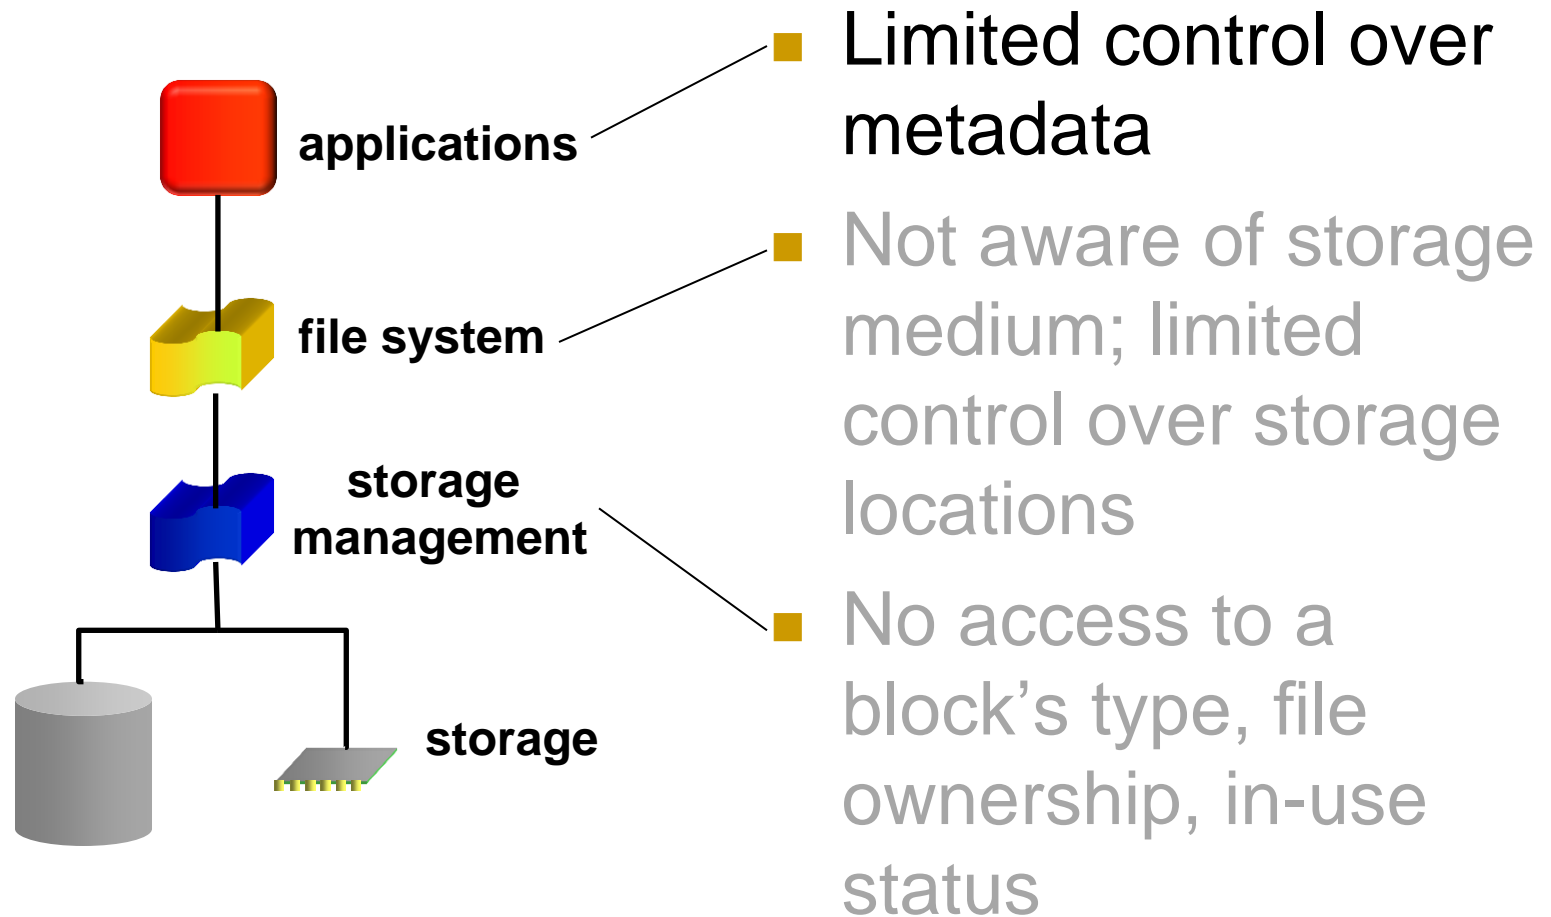 applications
file system
storage
management
storage
Limited control over
metadata
Not aware of storage
medium; limited
control over storage
locations
No access to a
block’s type, file
ownership, in-use
status